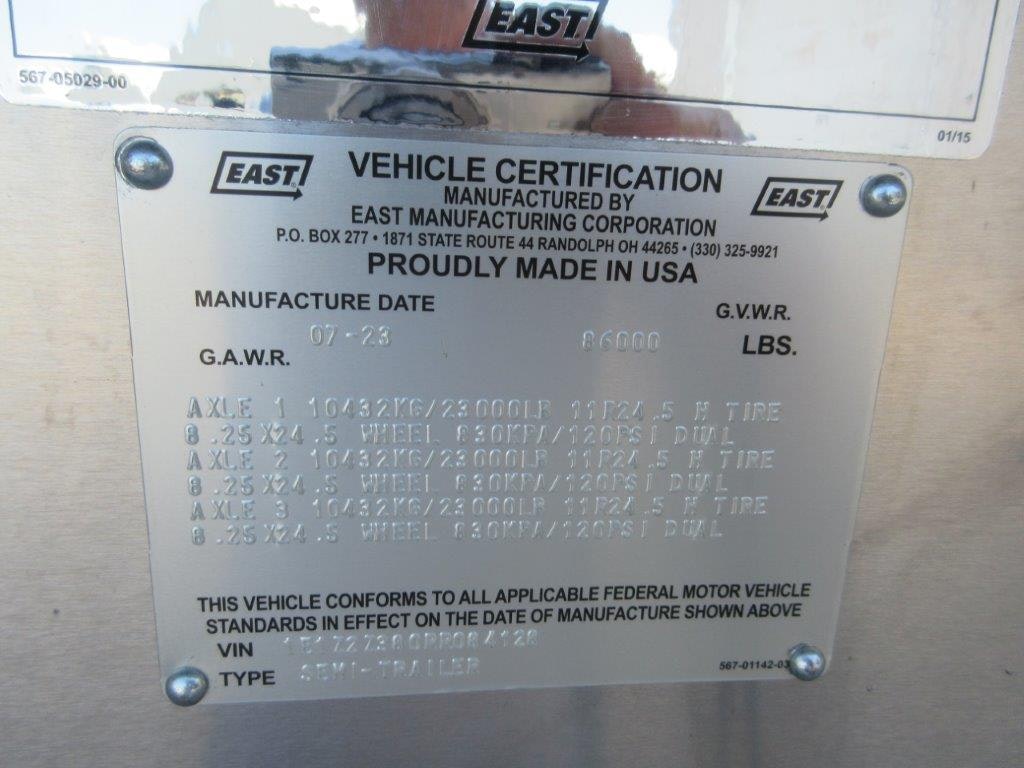 EAST
567-05029-00
01/15
EAST VEHICLE CERTIFICATION EAST
MANUFACTURED BY
EAST MANUFACTURING CORPORATION
P.O. BOX 277 • 1871 STATE ROUTE 44 RANDOLPH OH 44265 • (330) 325-9921
PROUDLY MADE IN USA
MANUFACTURE DATE G.V.W.R.
07-23 86000 LBS.
G.A.W.R.
AXLE 1 10432KG/23000LB 11R24.5 H TIRE
8.25X24.5 WHEEL 830KPA/120PSI DUAL
AXLE 2 10432KG/23000LB 11R24.5 H TIRE
8.25X24.5 WHEEL 830KPA/120PSI DUAL
AXLE 3 10432KG/23000LB 11R24.5 H TIRE
8.25X24.5 WHEEL 830KPA/120PSI DUAL
THIS VEHICLE CONFORMS TO ALL APPLICABLE FEDERAL MOTOR VEHICLE
STANDARDS IN EFFECT ON THE DATE OF MANUFACTURE SHOWN ABOVE
VIN
TYPE SEMI-TRAILER
567-01142-03